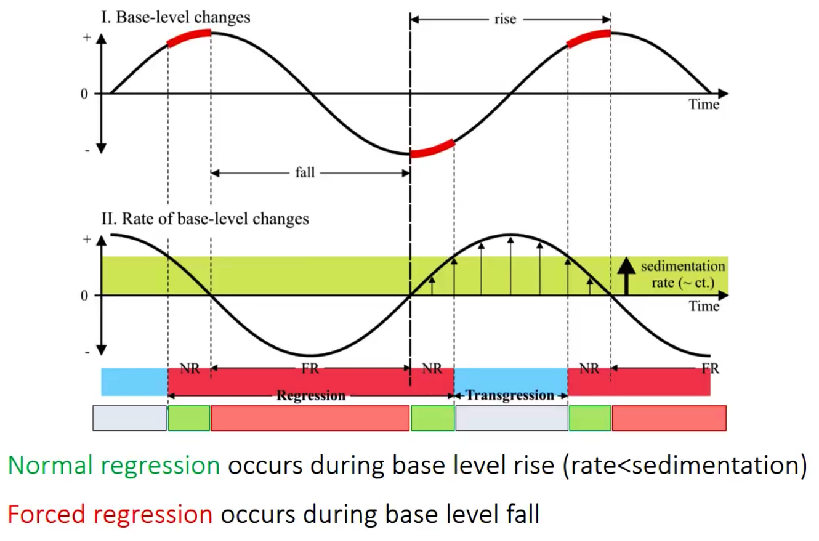 I. Base-level changes
rise
+
0
Time
-
fall
II. Rate of base-level changes
+
sedimentation
rate (~ ct.)
0
Time
-
NR
FR
NR
NR
FR
Regression
Transgression
Normal regression occurs during base level rise (rate<sedimentation)
Forced regression occurs during base level fall